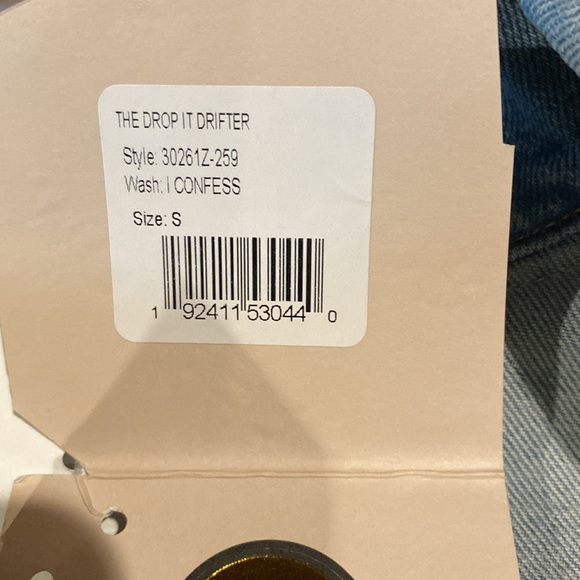 THE DROP IT DRIFTER
Style: 30261Z-259
Wash: I CONFESS
Size: S
1 92411 53044 0